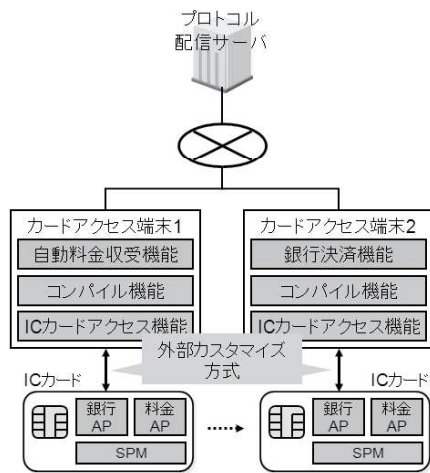 プロトコル
配信サーバ
カードアクセス端末1
自動料金収受機能
コンパイル機能
ICカードアクセス機能
カードアクセス端末2
銀行決済機能
コンパイル機能
ICカードアクセス機能
外部カスタマイズ
方式
ICカード
銀行
AP
料金
AP
SPM
ICカード
銀行
AP
料金
AP
SPM